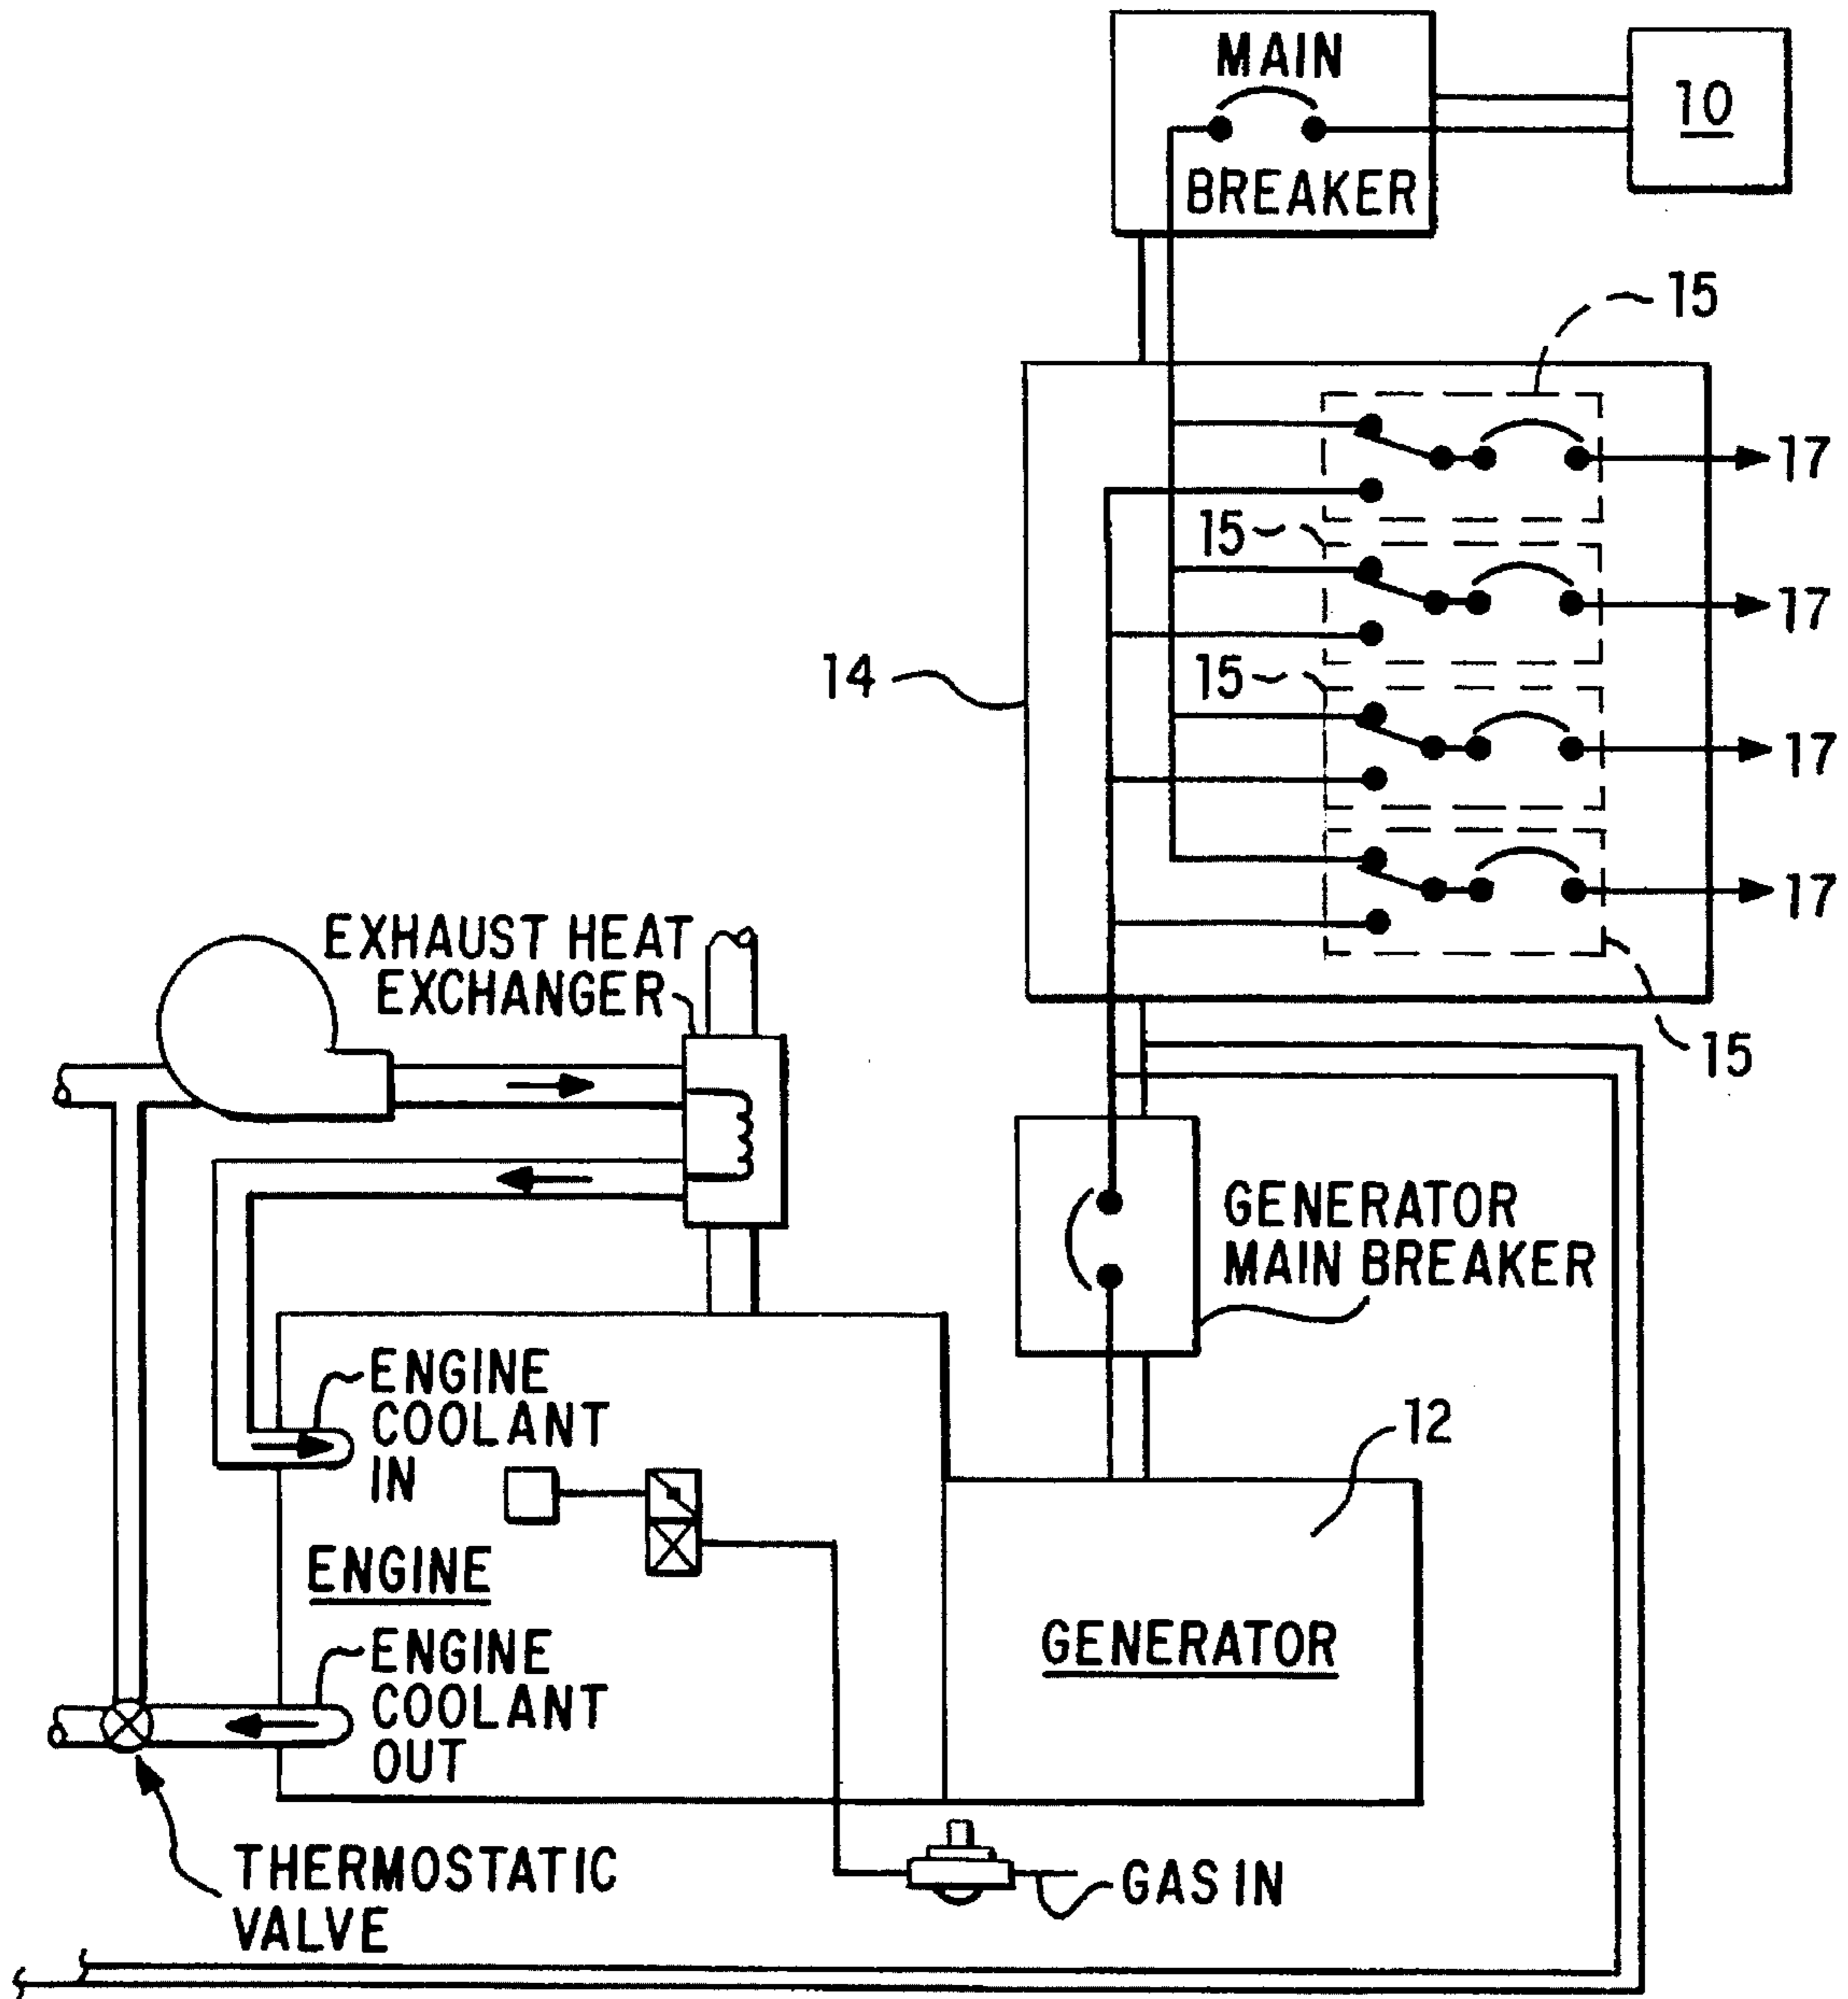 MAIN
BREAKER
10
15
17
15
17
14
15
17
17
15
EXHAUST HEAT
EXCHANGER
GENERATOR
MAIN BREAKER
ENGINE
COOLANT
IN
12
ENGINE
GENERATOR
ENGINE
COOLANT
OUT
THERMOSTATIC
VALVE
GAS IN